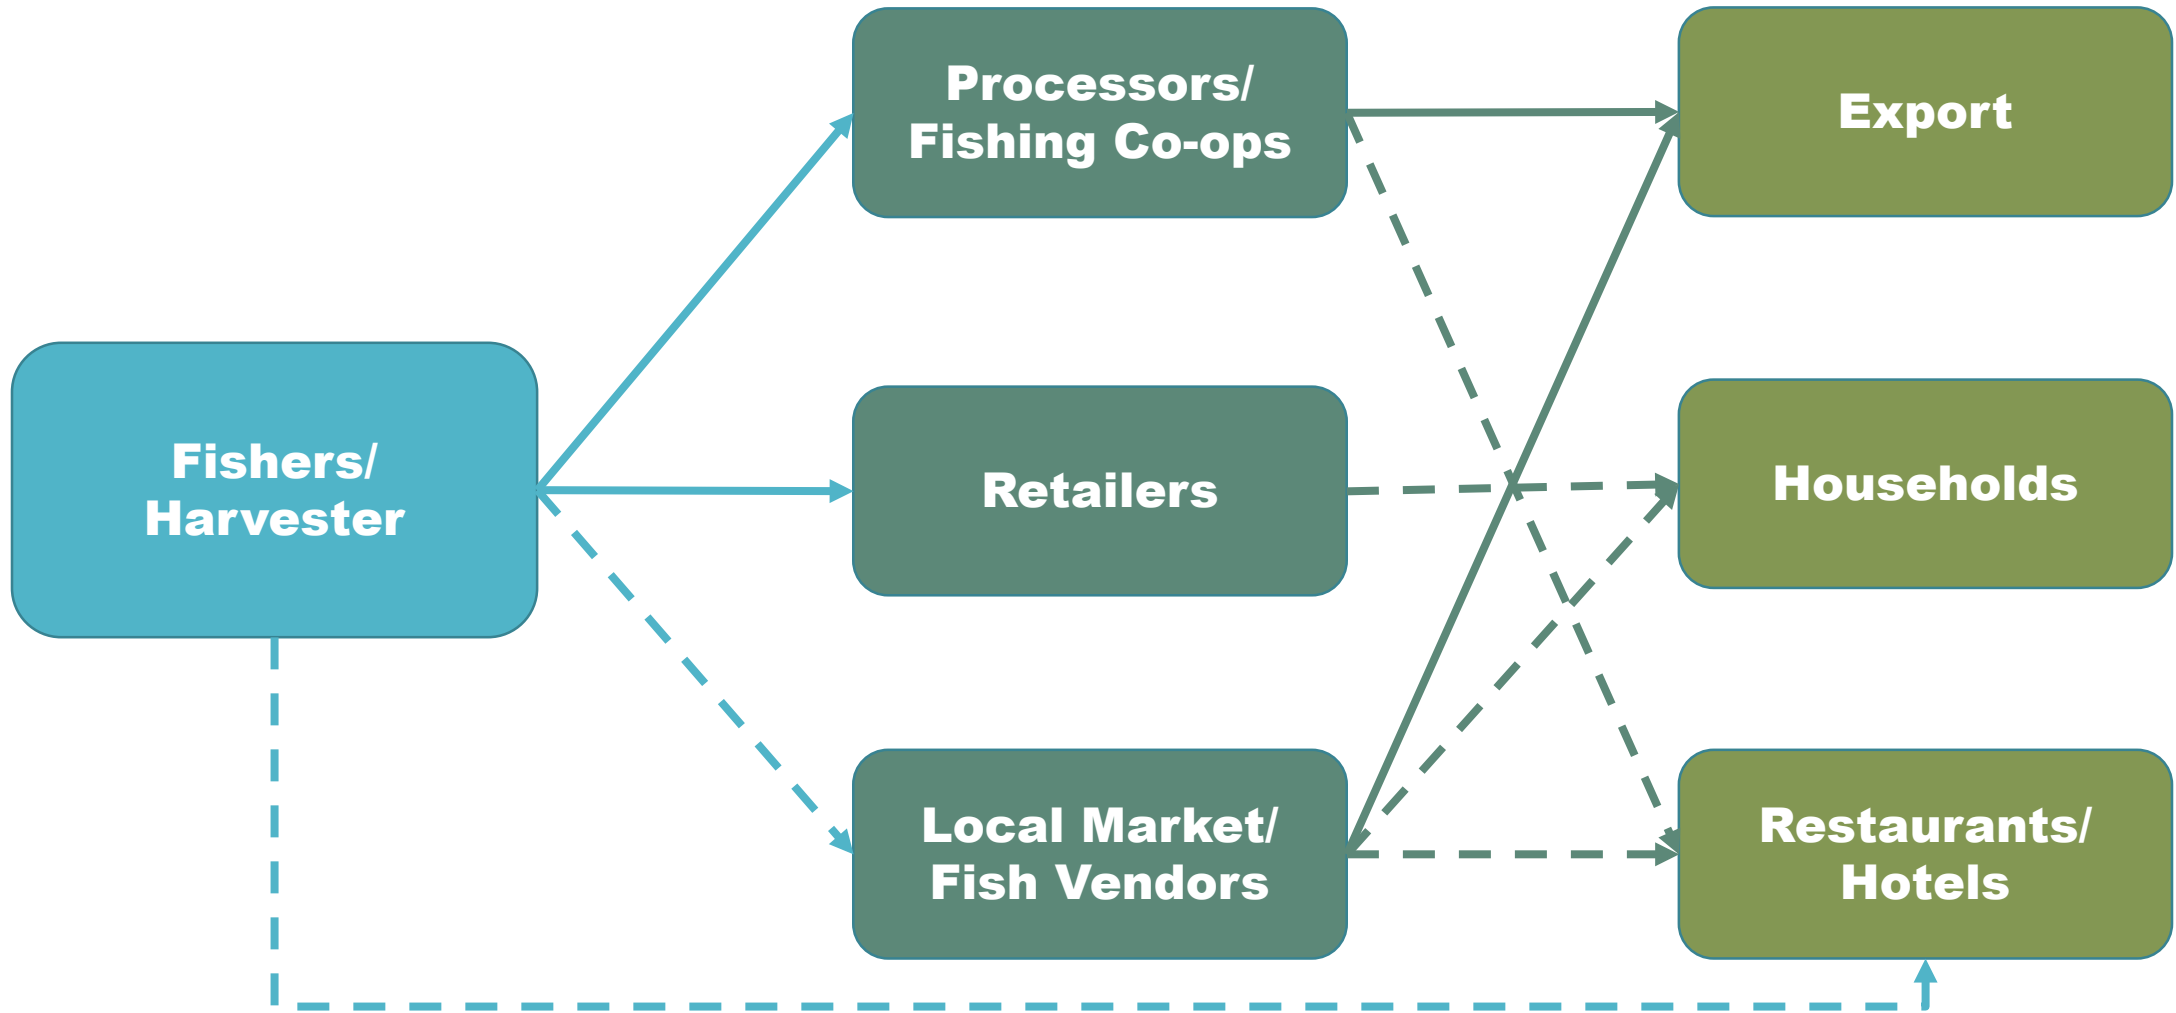 Processors/
Fishing Co-ops
Export
Fishers/
Harvester
Retailers
Households
Local Market/
Fish Vendors
Restaurants/
Hotels